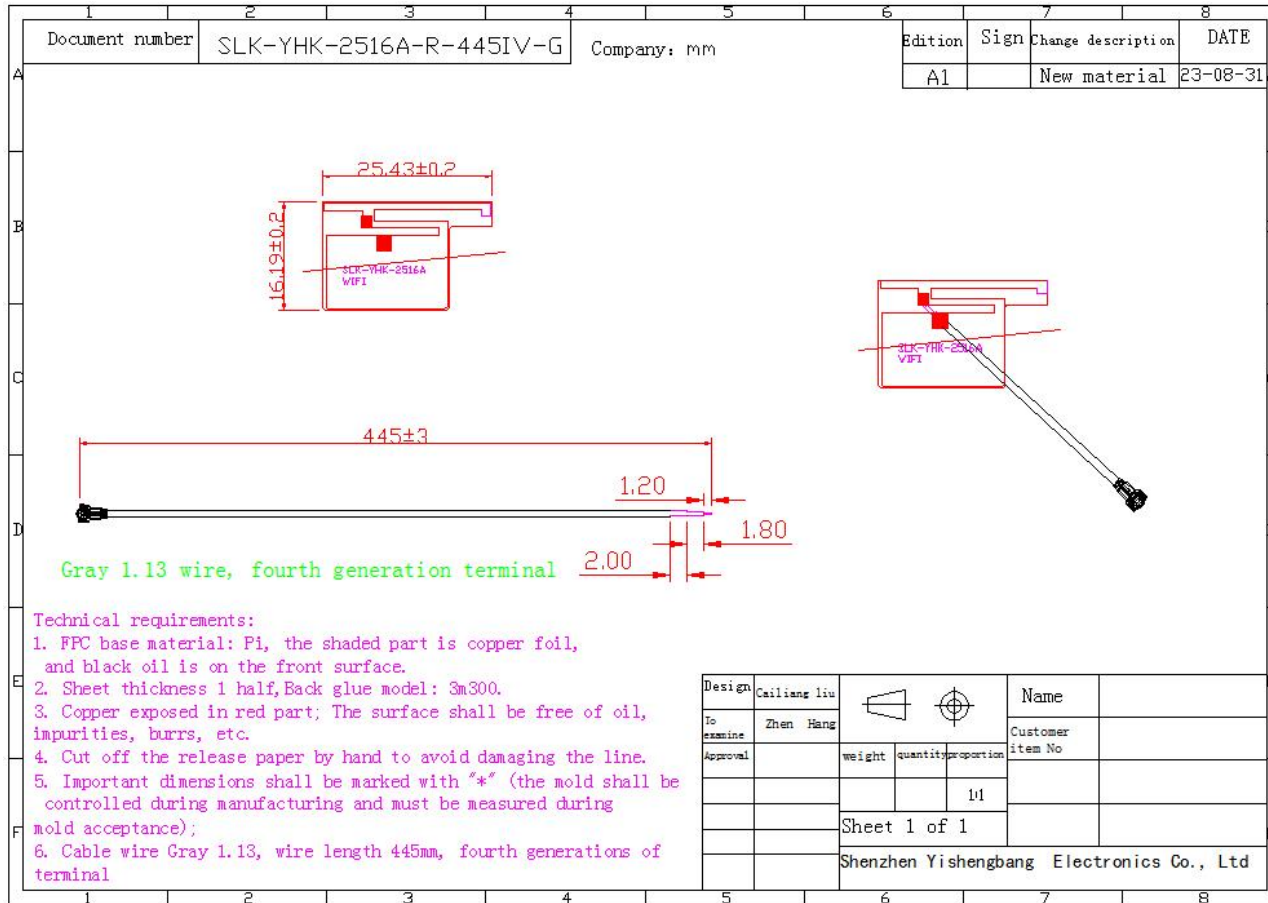 1 2 3 4 5 6 7 8
Document number SLK-YHK-2516A-R-445IV-G Company: mm
Edition Sign Change description DATE
A1 New material 23-08-31
A
B
C
D
E
F
25.43±0.2
16.19±0.2
SLK-YHK-2516A
WIFI
SLK-YHK-2516A
WIFI
445±3
1.20
1.80
2.00
Gray 1.13 wire, fourth generation terminal
Technical requirements:
1. FPC base material: Pi, the shaded part is copper foil,
and black oil is on the front surface.
2. Sheet thickness 1 half,Back glue model: 3m300.
3. Copper exposed in red part; The surface shall be free of oil,
impurities, burrs, etc.
4. Cut off the release paper by hand to avoid damaging the line.
5. Important dimensions shall be marked with "*" (the mold shall be
controlled during manufacturing and must be measured during
mold acceptance);
6. Cable wire Gray 1.13, wire length 445mm, fourth generations of
terminal
Design Cailiang liu
To examine Zhen Hang
Approval
weight quantity proportion
1:1
Sheet 1 of 1
Name
Customer
item No
Shenzhen Yishengbang Electronics Co., Ltd
1 2 3 4 5 6 7 8